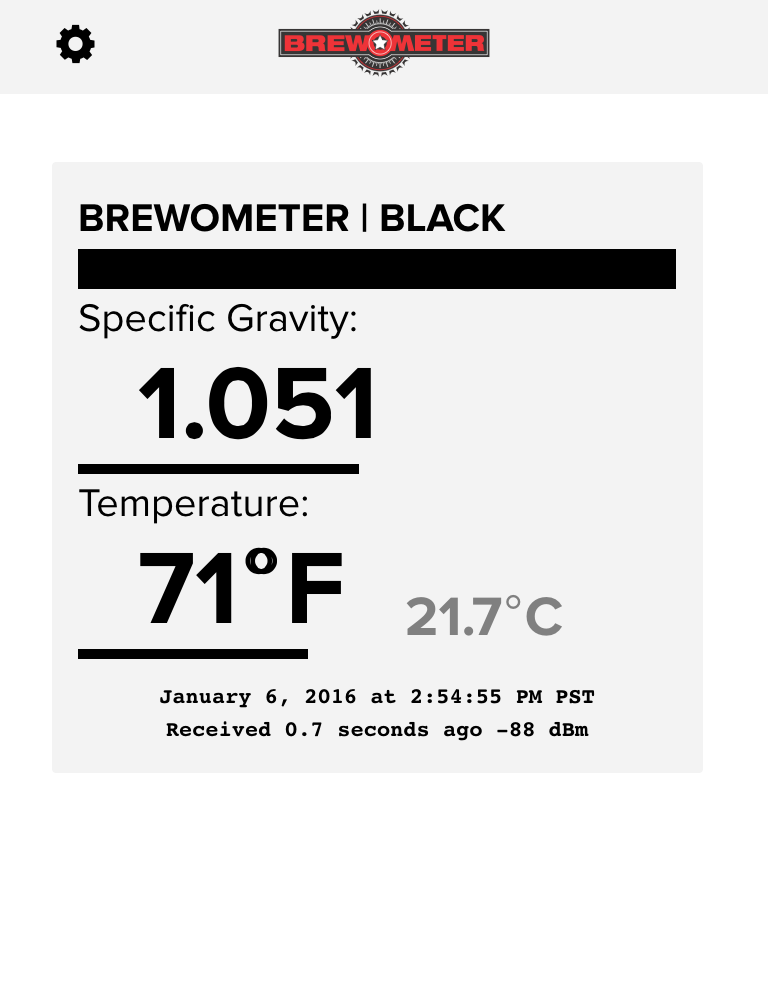 BREWOMETER
BREWOMETER | BLACK
Specific Gravity:
1.051
Temperature:
71°F 21.7°C
January 6, 2016 at 2:54:55 PM PST
Received 0.7 seconds ago -88 dBm